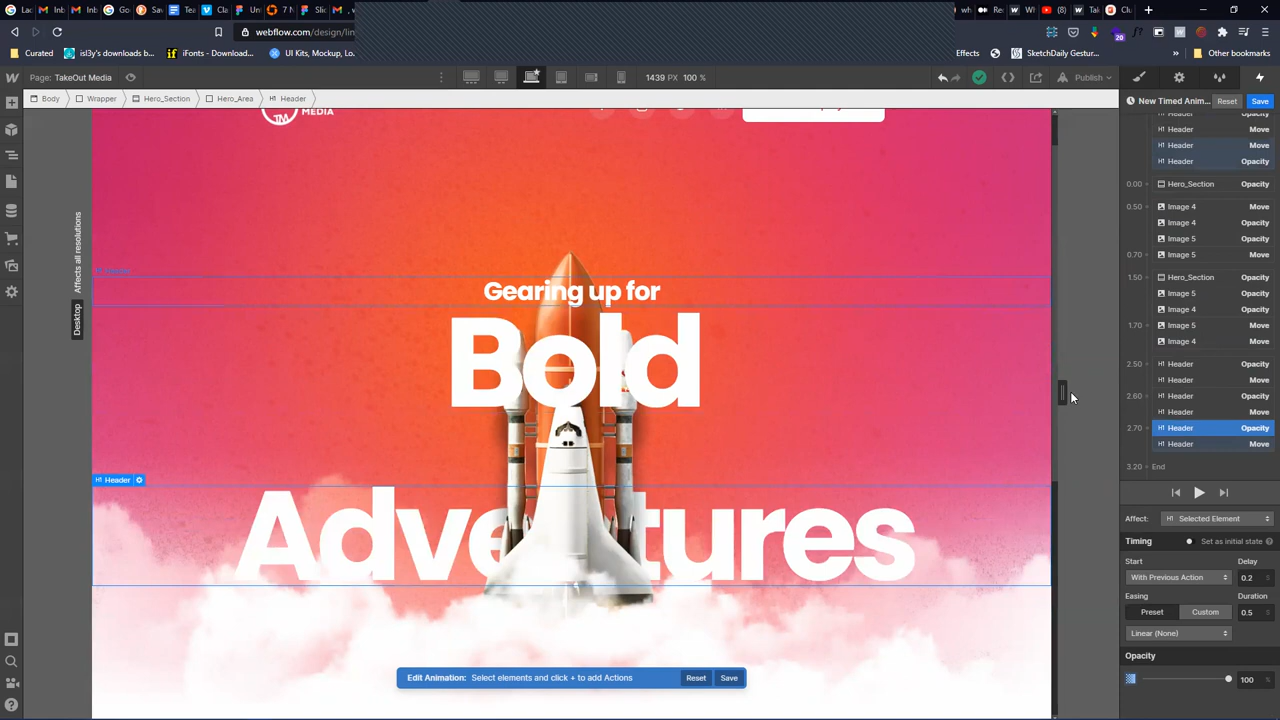 webflow.com/design/lin
Curated
isl3y's downloads b...
iFonts - Downloa...
UI Kits, Mockup, Lo...
Effects
SketchDaily Gestur...
Other bookmarks
Page: TakeOut Media
1439 PX 100 %
Publish
Body
Wrapper
Hero_Section
Hero_Area
Header
New Timed Anim...
Reset
Save
Header Opacity
Header Move
Header Move
Header Opacity
0.00 Hero_Section Opacity
0.50 Image 4 Move
Image 4 Opacity
Image 5 Move
0.70 Image 5 Opacity
1.50 Hero_Section Opacity
Image 5 Move
Image 4 Opacity
1.70 Image 5 Move
Image 4 Move
2.50 Header Opacity
Header Move
2.60 Header Opacity
Header Move
2.70 Header Opacity
Header Move
3.20 End
Affect: Selected Element
Timing Set as initial state
Start Delay
With Previous Action 0.2 S
Easing Duration
Preset Custom 0.5 S
Linear (None)
Opacity
100 %
Affects all resolutions
Desktop
TM MEDIA
Header
Gearing up for
Bold
H1 Header
Adventures
Edit Animation: Select elements and click + to add Actions Reset Save